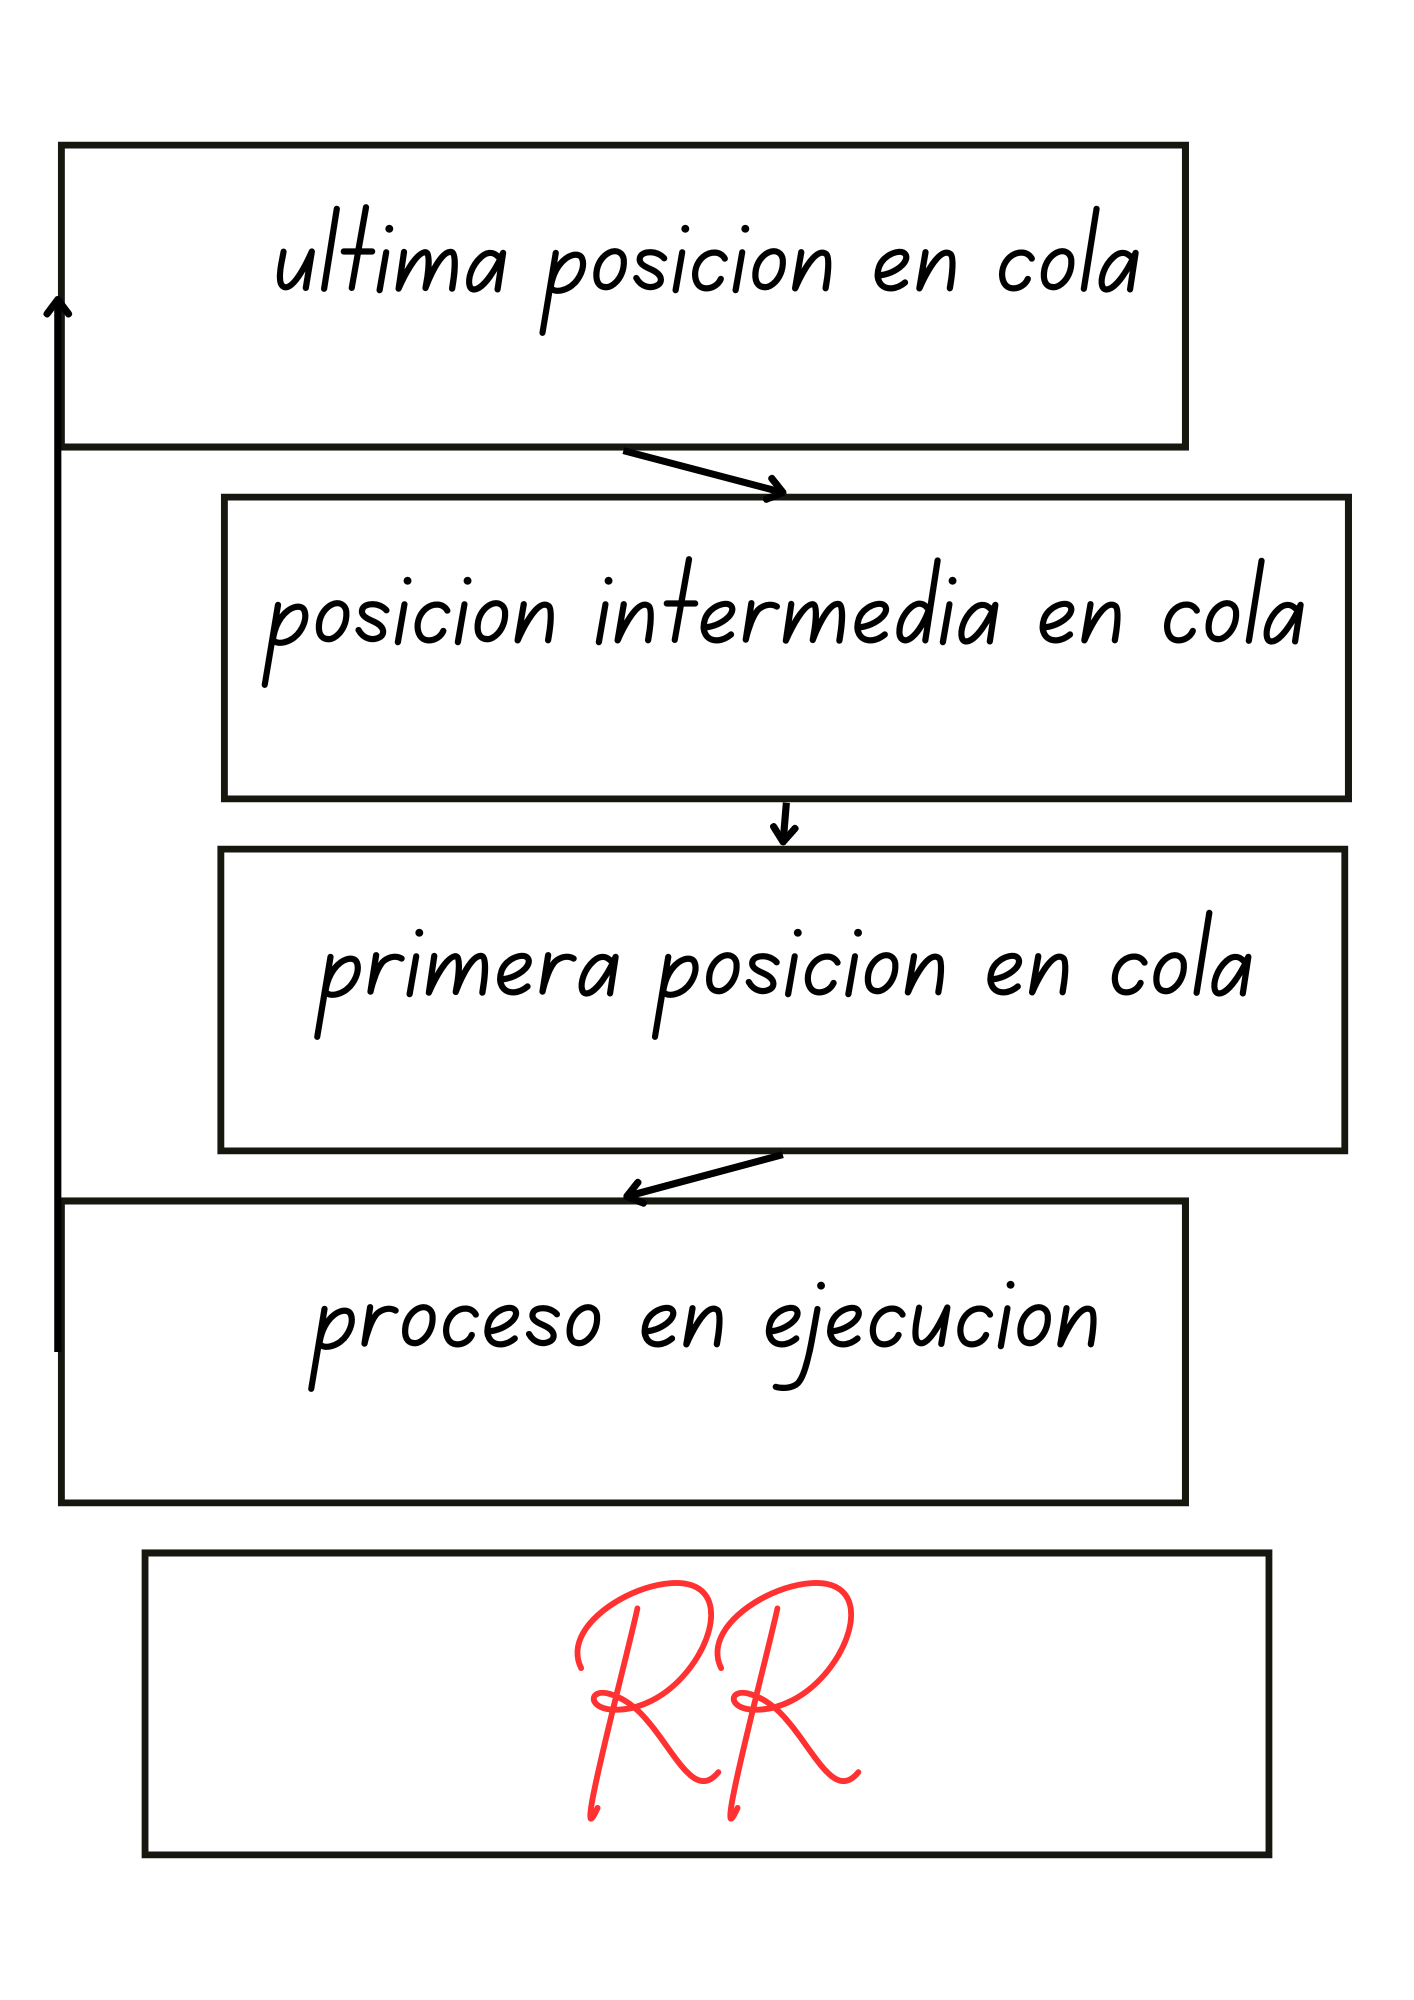 ultima posicion en cola
posicion intermedia en cola
primera posicion en cola
proceso en ejecucion
RR